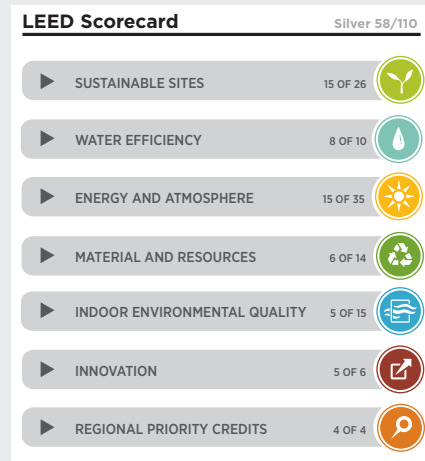 LEED Scorecard Silver 58/110
SUSTAINABLE SITES 15 OF 26
WATER EFFICIENCY 8 OF 10
ENERGY AND ATMOSPHERE 15 OF 35
MATERIAL AND RESOURCES 6 OF 14
INDOOR ENVIRONMENTAL QUALITY 5 OF 15
INNOVATION 5 OF 6
REGIONAL PRIORITY CREDITS 4 OF 4